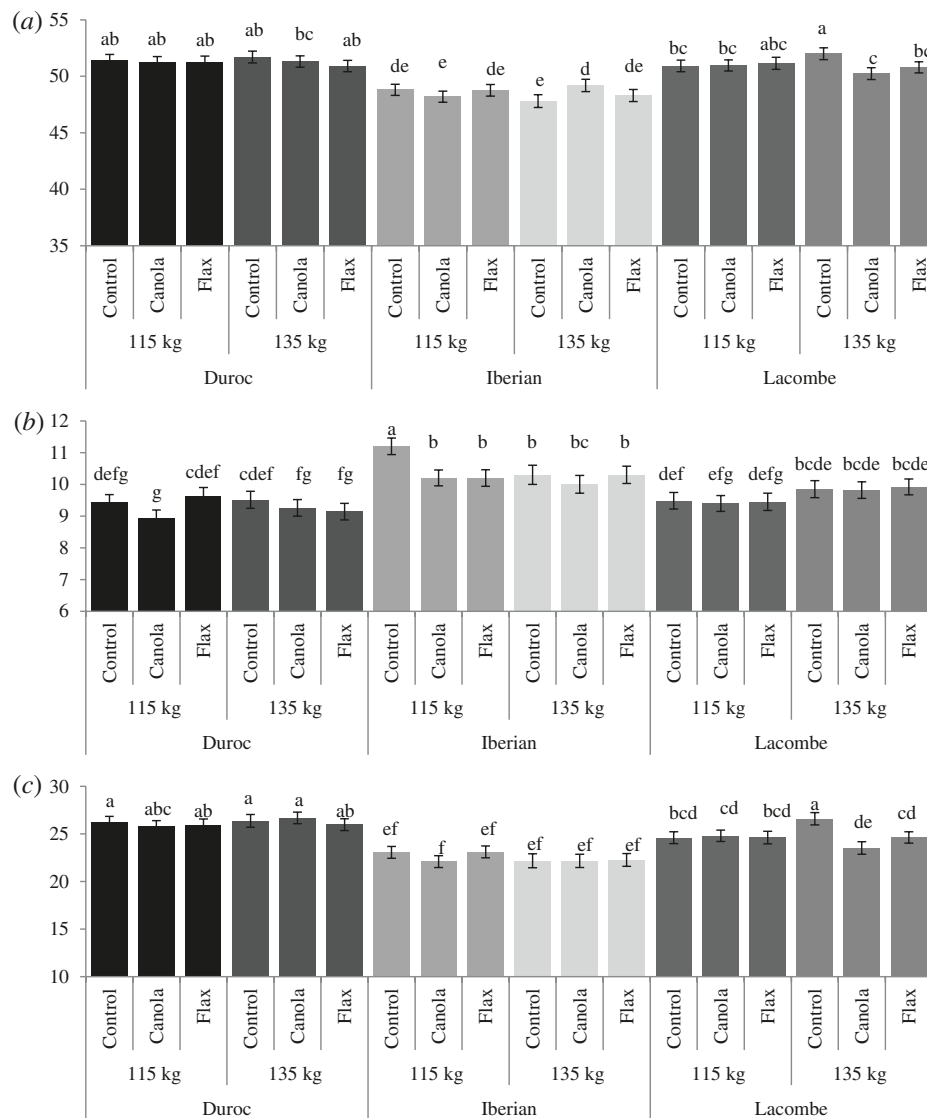 (a)
55
50
45
40
35
ab ab ab ab bc ab de e de e d de bc bc abc a c bc
Control Canola Flax Control Canola Flax Control Canola Flax Control Canola Flax Control Canola Flax Control Canola Flax
115 kg 135 kg 115 kg 135 kg 115 kg 135 kg
Duroc Iberian Lacombe
(b)
12
11
10
9
8
7
6
defg g cdef cdef fg fg a b b b bc b def efg defg bcde bcde bcde
Control Canola Flax Control Canola Flax Control Canola Flax Control Canola Flax Control Canola Flax Control Canola Flax
115 kg 135 kg 115 kg 135 kg 115 kg 135 kg
Duroc Iberian Lacombe
(c)
30
25
20
15
10
a abc ab a a ab ef f ef ef ef ef bcd cd bcd a de cd
Control Canola Flax Control Canola Flax Control Canola Flax Control Canola Flax Control Canola Flax Control Canola Flax
115 kg 135 kg 115 kg 135 kg 115 kg 135 kg
Duroc Iberian Lacombe